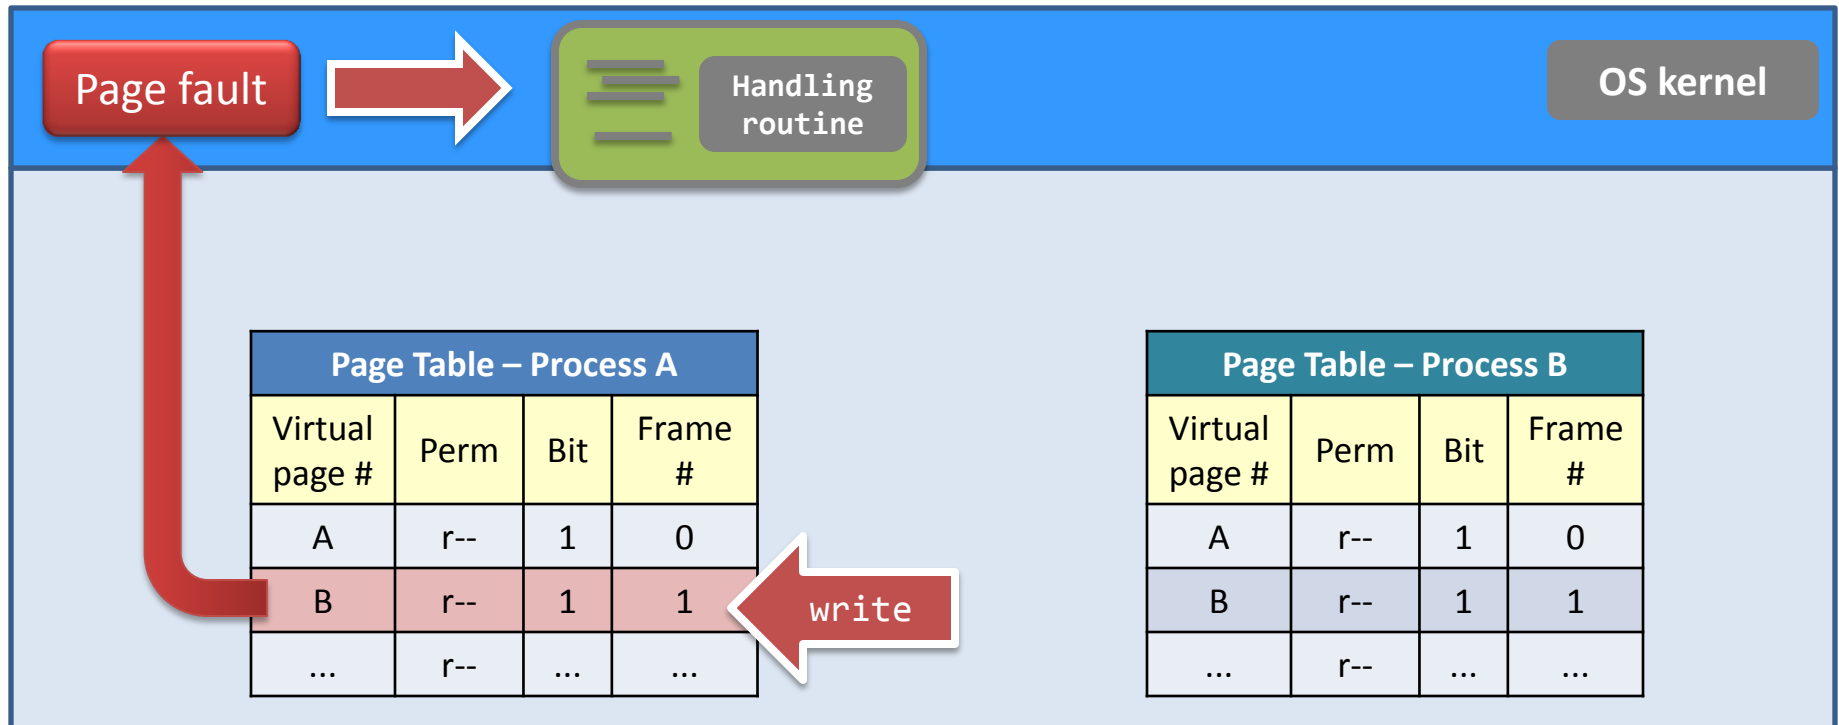 Page fault
Handling
routine
OS kernel
Page Table – Process A
Virtual page # Perm Bit Frame #
A r-- 1 0
B r-- 1 1
... r-- ... ...
write
Page Table – Process B
Virtual page # Perm Bit Frame #
A r-- 1 0
B r-- 1 1
... r-- ... ...